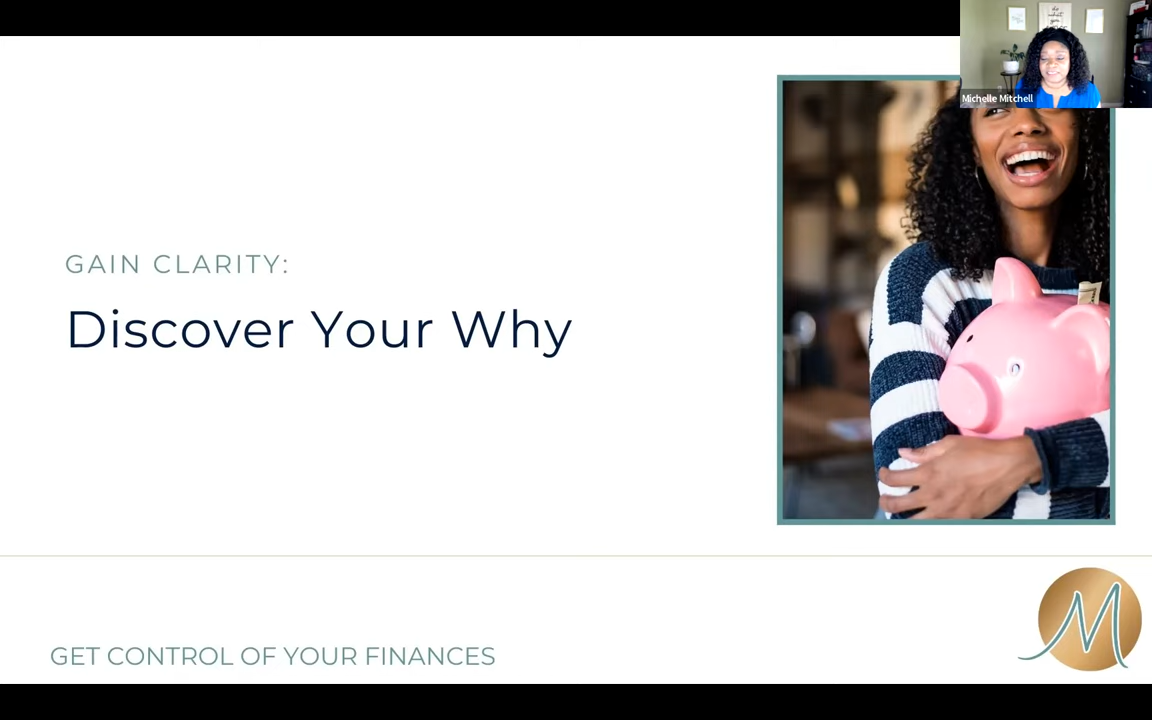 Michelle Mitchell
GAIN CLARITY:
Discover Your Why
GET CONTROL OF YOUR FINANCES
M